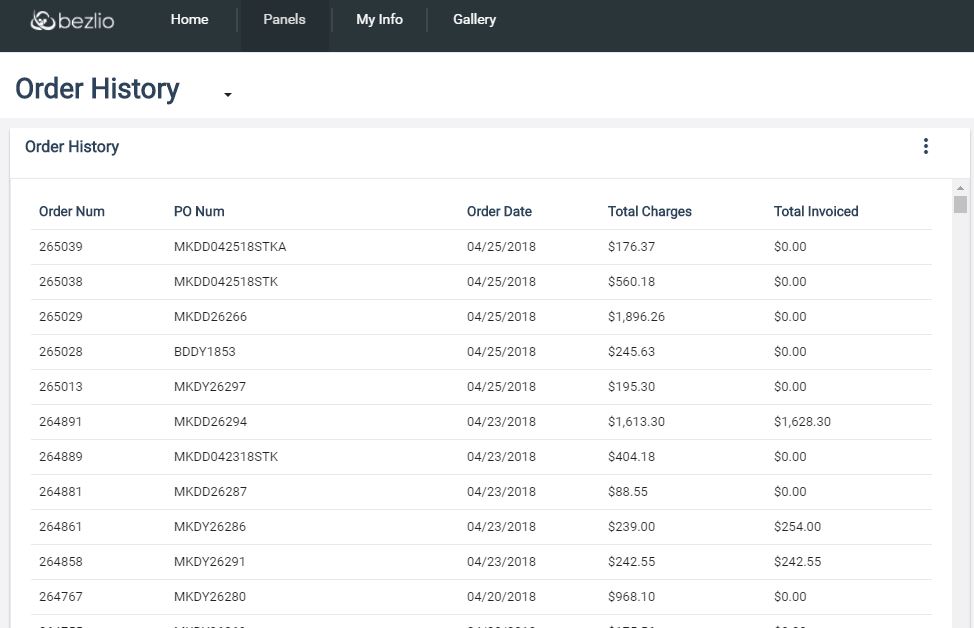 bezlio Home Panels My Info Gallery
Order History
Order History
Order Num PO Num Order Date Total Charges Total Invoiced
265039 MKDD042518STKA 04/25/2018 $176.37 $0.00
265038 MKDD042518STK 04/25/2018 $560.18 $0.00
265029 MKDD26266 04/25/2018 $1,896.26 $0.00
265028 BDDY1853 04/25/2018 $245.63 $0.00
265013 MKDY26297 04/25/2018 $195.30 $0.00
264891 MKDD26294 04/23/2018 $1,613.30 $1,628.30
264889 MKDD042318STK 04/23/2018 $404.18 $0.00
264881 MKDD26287 04/23/2018 $88.55 $0.00
264861 MKDY26286 04/23/2018 $239.00 $254.00
264858 MKDY26291 04/23/2018 $242.55 $242.55
264767 MKDY26280 04/20/2018 $968.10 $0.00